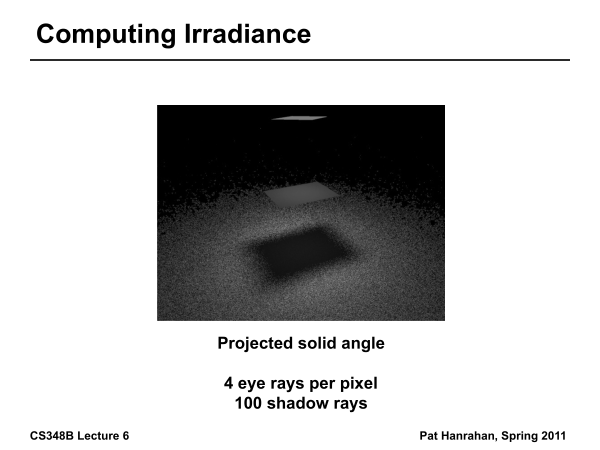 Computing Irradiance
Projected solid angle
4 eye rays per pixel
100 shadow rays
CS348B Lecture 6
Pat Hanrahan, Spring 2011